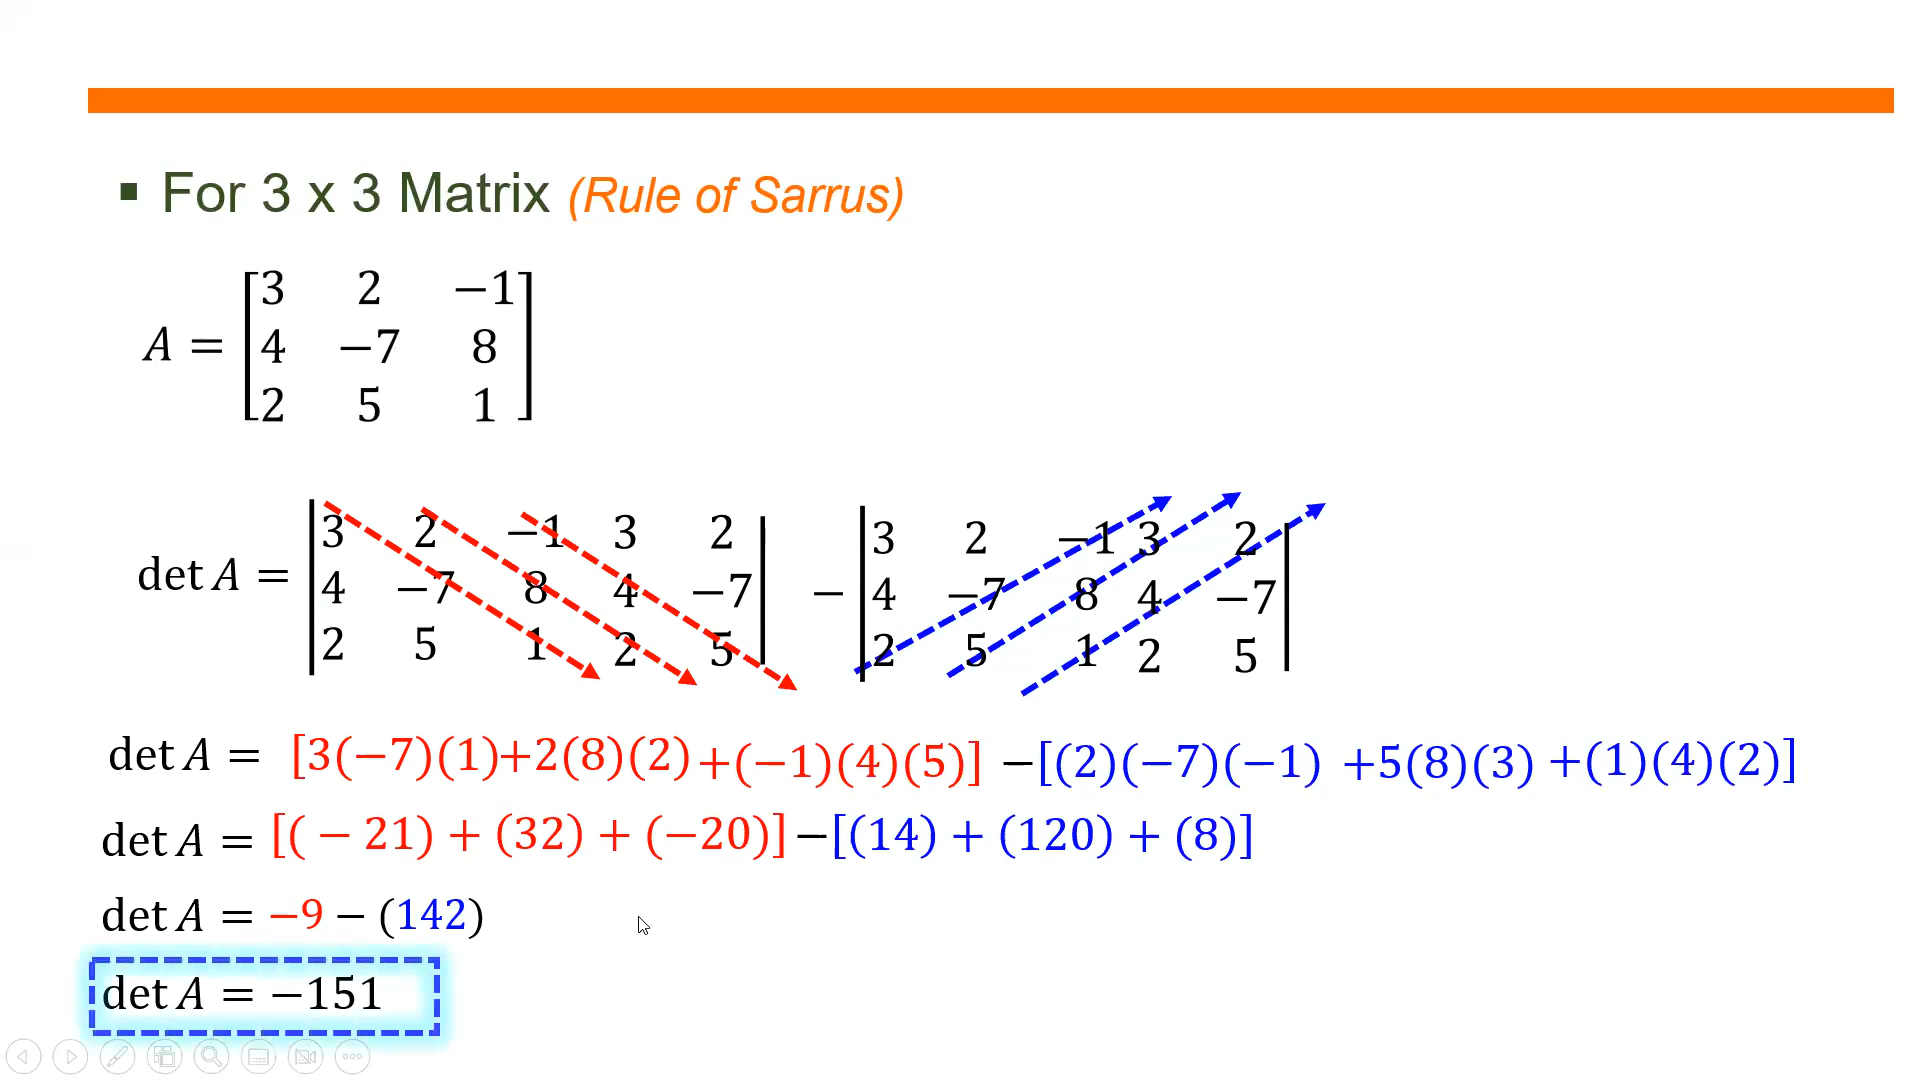 ▪ For 3 x 3 Matrix (Rule of Sarrus)
A = [3 2 −1
4 −7 8
2 5 1]
det A = |3 2 −1 3 2| − |3 2 −1 3 2|
4 −7 8 4 −7 4 −7 8 4 −7
2 5 1 2 5 2 5 1 2 5
det A = [3(−7)(1)+2(8)(2)+(−1)(4)(5)] −[(2)(−7)(−1) +5(8)(3) +(1)(4)(2)]
det A = [( − 21) + (32) + (−20)] −[(14) + (120) + (8)]
det A = −9 − (142)
det A = −151